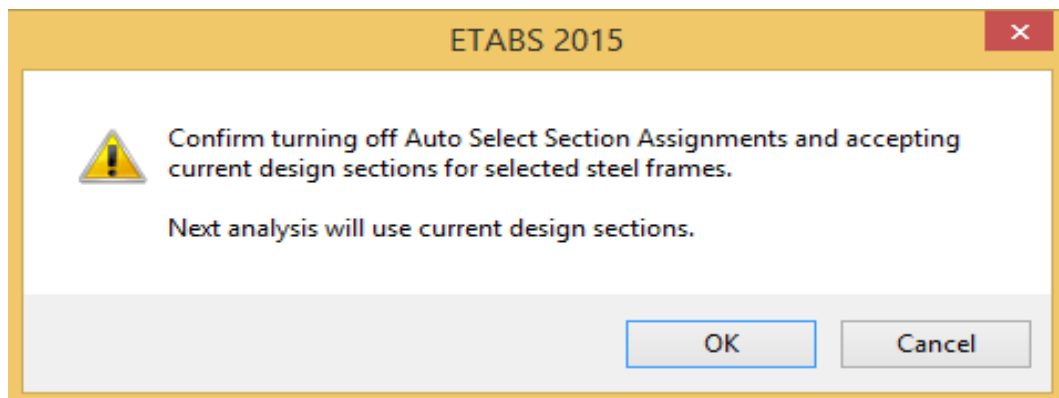 ETABS 2015
Confirm turning off Auto Select Section Assignments and accepting
current design sections for selected steel frames.
Next analysis will use current design sections.
OK
Cancel